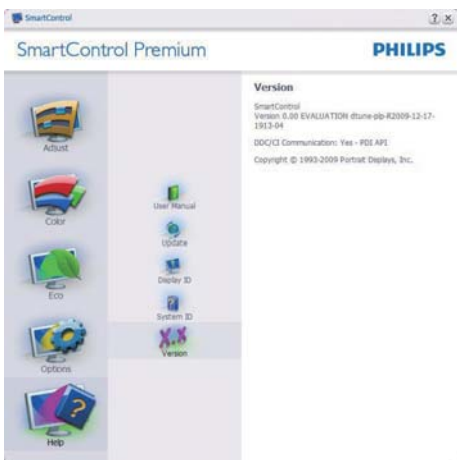 SmartControl
SmartControl Premium
PHILIPS
Adjust
Color
Eco
Options
Help
User Manual
Update
Display ID
System ID
Version
Version
SmartControl
Version 0.00 EVALUATION dtune-plp-R2009-12-17-
1913-04
DDC/CI Communication: Yes - PDI API
Copyright © 1993-2009 Portrait Displays, Inc.